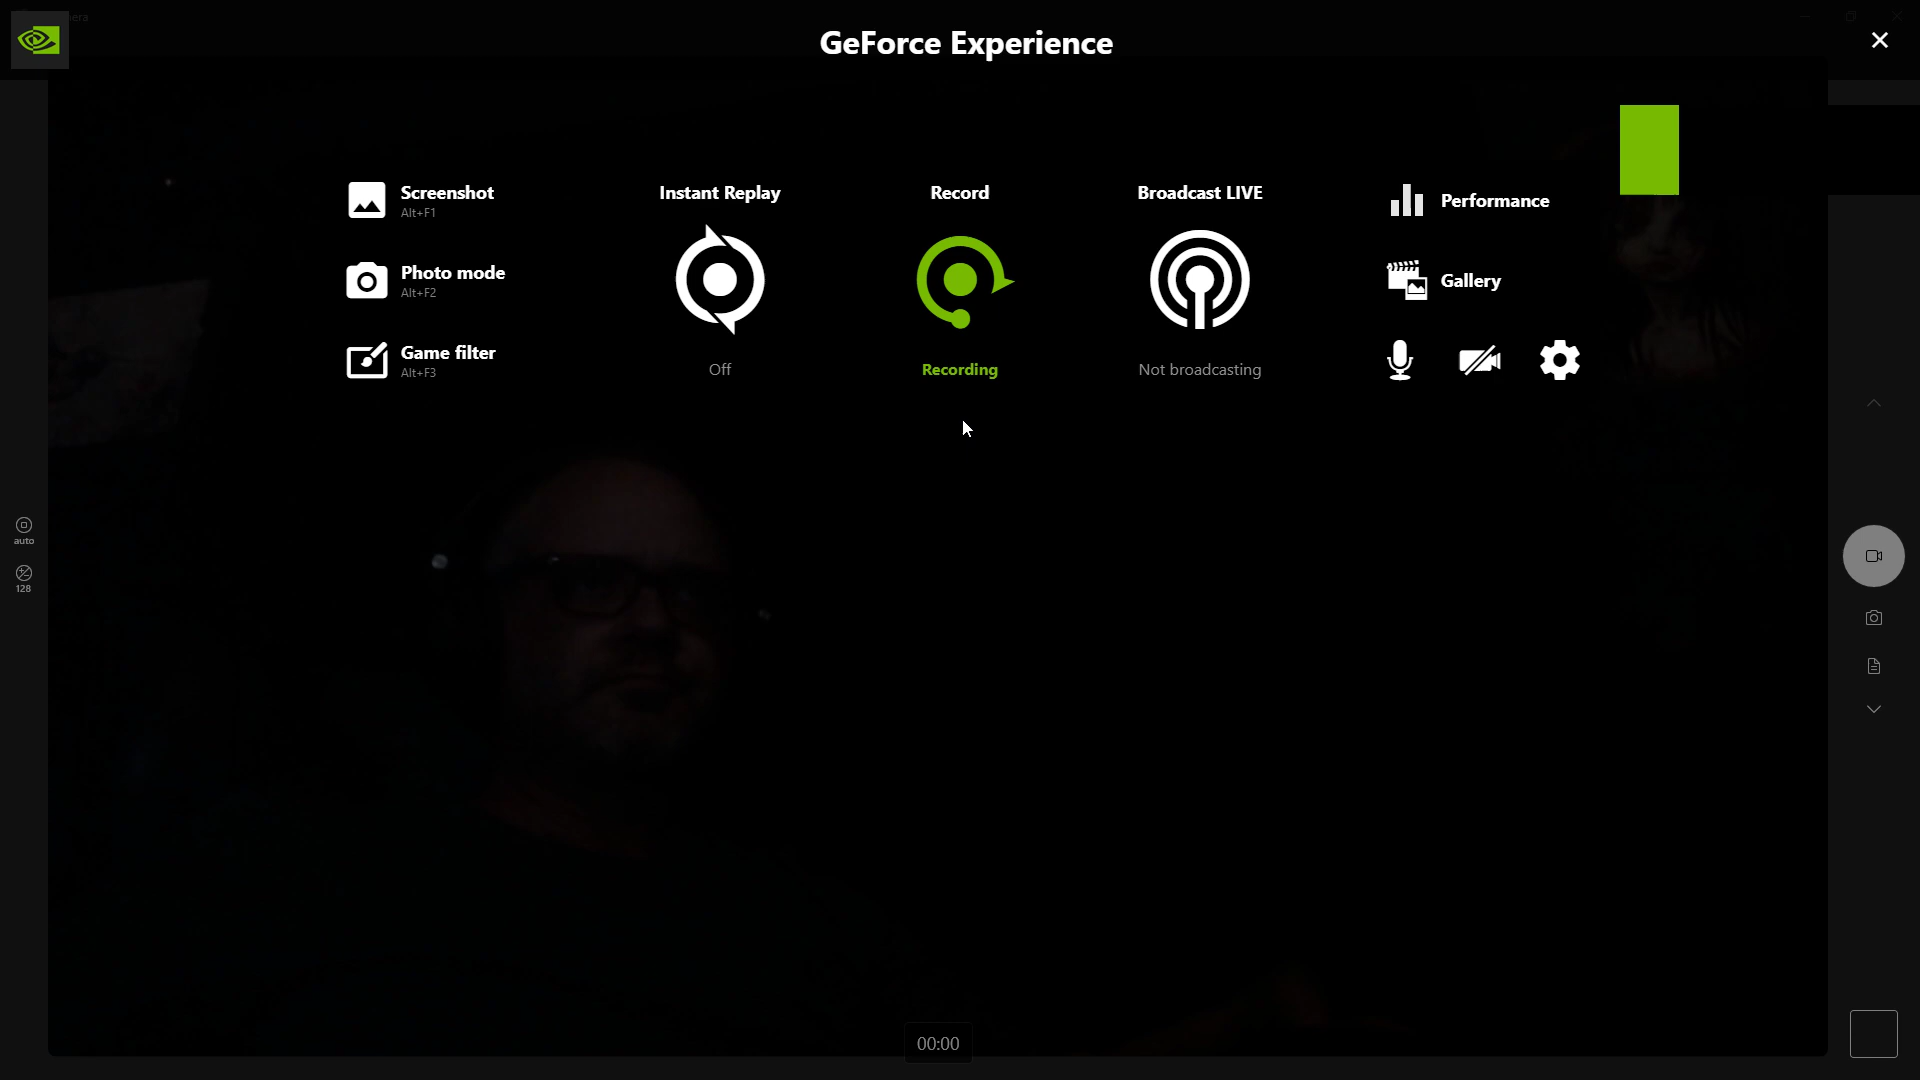 GeForce Experience
Screenshot
Alt+F1
Photo mode
Alt+F2
Game filter
Alt+F3
Instant Replay
Off
Record
Recording
Broadcast LIVE
Not broadcasting
Performance
Gallery
auto
128
00:00